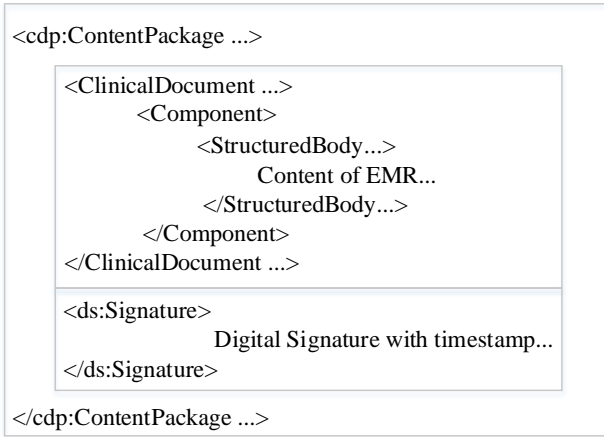 <cdp:ContentPackage ...>
<ClinicalDocument ...>
<Component>
<StructuredBody...>
Content of EMR...
</StructuredBody...>
</Component>
</ClinicalDocument ...>
<ds:Signature>
Digital Signature with timestamp...
</ds:Signature>
</cdp:ContentPackage ...>